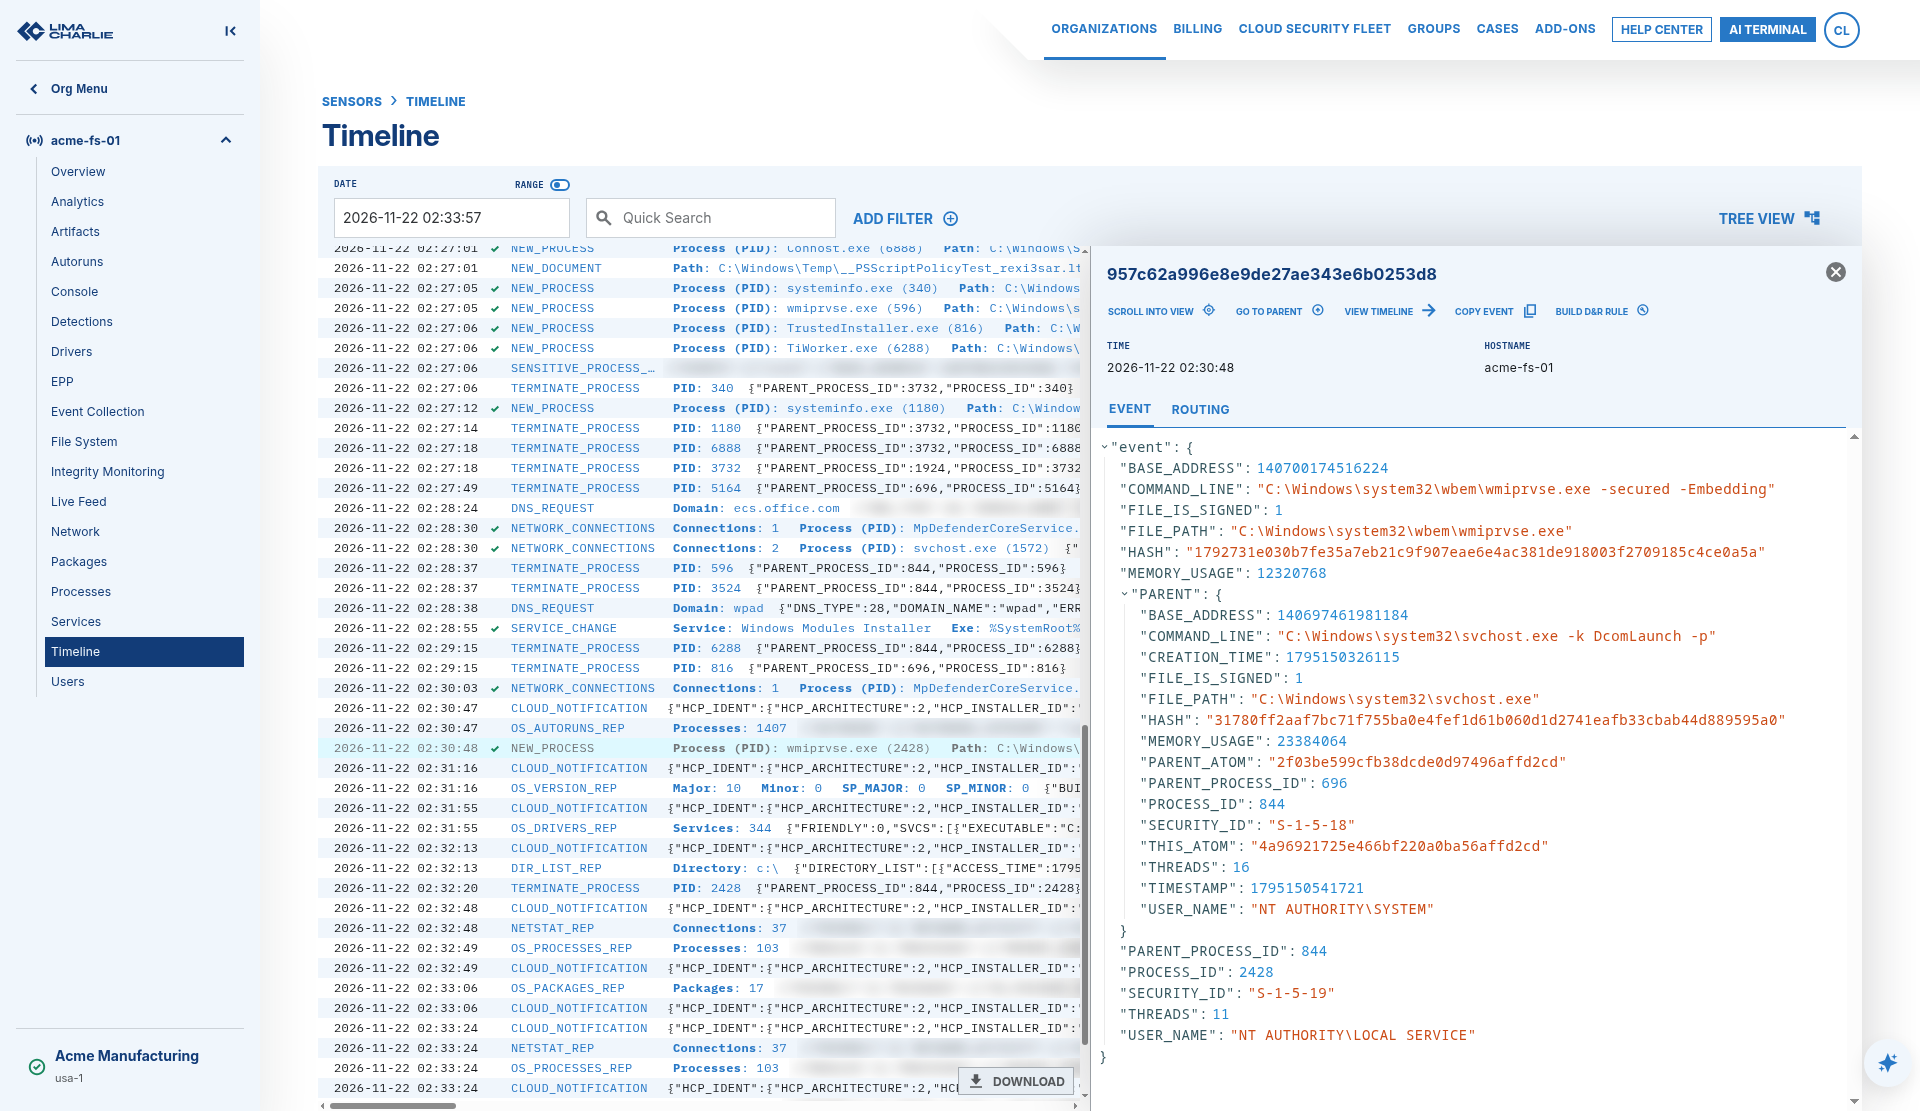 LIMA
CHARLIE
ORGANIZATIONS BILLING CLOUD SECURITY FLEET GROUPS CASES ADD-ONS HELP CENTER AI TERMINAL CL
Org Menu
acme-fs-01
Overview
Analytics
Artifacts
Autoruns
Console
Detections
Drivers
EPP
Event Collection
File System
Integrity Monitoring
Live Feed
Network
Packages
Processes
Services
Timeline
Users
Acme Manufacturing
usa-1
SENSORS > TIMELINE
Timeline
DATE RANGE
2026-11-22 02:33:57 Quick Search ADD FILTER TREE VIEW
2026-11-22 02:27:01 ✓ NEW_PROCESS Process (PID): Conhost.exe (6888) Path: C:\Windows\S
2026-11-22 02:27:01 NEW_DOCUMENT Path: C:\Windows\Temp\__PSScriptPolicyTest_rexi3sar.lt
2026-11-22 02:27:05 ✓ NEW_PROCESS Process (PID): systeminfo.exe (340) Path: C:\Windows
2026-11-22 02:27:05 ✓ NEW_PROCESS Process (PID): wmiprvse.exe (596) Path: C:\Windows\s
2026-11-22 02:27:06 ✓ NEW_PROCESS Process (PID): TrustedInstaller.exe (816) Path: C:\W
2026-11-22 02:27:06 ✓ NEW_PROCESS Process (PID): TiWorker.exe (6288) Path: C:\Windows\
2026-11-22 02:27:06 SENSITIVE_PROCESS_…
2026-11-22 02:27:06 TERMINATE_PROCESS PID: 340 {"PARENT_PROCESS_ID":3732,"PROCESS_ID":340}
2026-11-22 02:27:12 ✓ NEW_PROCESS Process (PID): systeminfo.exe (1180) Path: C:\Window
2026-11-22 02:27:14 TERMINATE_PROCESS PID: 1180 {"PARENT_PROCESS_ID":3732,"PROCESS_ID":1180
2026-11-22 02:27:18 TERMINATE_PROCESS PID: 6888 {"PARENT_PROCESS_ID":3732,"PROCESS_ID":6888
2026-11-22 02:27:18 TERMINATE_PROCESS PID: 3732 {"PARENT_PROCESS_ID":1924,"PROCESS_ID":3732
2026-11-22 02:27:49 TERMINATE_PROCESS PID: 5164 {"PARENT_PROCESS_ID":696,"PROCESS_ID":5164}
2026-11-22 02:28:24 DNS_REQUEST Domain: ecs.office.com
2026-11-22 02:28:30 ✓ NETWORK_CONNECTIONS Connections: 1 Process (PID): MpDefenderCoreService.
2026-11-22 02:28:30 ✓ NETWORK_CONNECTIONS Connections: 2 Process (PID): svchost.exe (1572) {"
2026-11-22 02:28:37 TERMINATE_PROCESS PID: 596 {"PARENT_PROCESS_ID":844,"PROCESS_ID":596}
2026-11-22 02:28:37 TERMINATE_PROCESS PID: 3524 {"PARENT_PROCESS_ID":844,"PROCESS_ID":3524}
2026-11-22 02:28:38 DNS_REQUEST Domain: wpad {"DNS_TYPE":28,"DOMAIN_NAME":"wpad","ERR
2026-11-22 02:28:55 ✓ SERVICE_CHANGE Service: Windows Modules Installer Exe: %SystemRoot%
2026-11-22 02:29:15 TERMINATE_PROCESS PID: 6288 {"PARENT_PROCESS_ID":844,"PROCESS_ID":6288}
2026-11-22 02:29:15 TERMINATE_PROCESS PID: 816 {"PARENT_PROCESS_ID":696,"PROCESS_ID":816}
2026-11-22 02:30:03 ✓ NETWORK_CONNECTIONS Connections: 1 Process (PID): MpDefenderCoreService.
2026-11-22 02:30:47 CLOUD_NOTIFICATION {"HCP_IDENT":{"HCP_ARCHITECTURE":2,"HCP_INSTALLER_ID":"
2026-11-22 02:30:47 OS_AUTORUNS_REP Processes: 1407
2026-11-22 02:30:48 ✓ NEW_PROCESS Process (PID): wmiprvse.exe (2428) Path: C:\Windows\
2026-11-22 02:31:16 CLOUD_NOTIFICATION {"HCP_IDENT":{"HCP_ARCHITECTURE":2,"HCP_INSTALLER_ID":"
2026-11-22 02:31:16 OS_VERSION_REP Major: 10 Minor: 0 SP_MAJOR: 0 SP_MINOR: 0 {"BUI
2026-11-22 02:31:55 CLOUD_NOTIFICATION {"HCP_IDENT":{"HCP_ARCHITECTURE":2,"HCP_INSTALLER_ID":"
2026-11-22 02:31:55 OS_DRIVERS_REP Services: 344 {"FRIENDLY":0,"SVCS":[{"EXECUTABLE":"C:
2026-11-22 02:32:13 CLOUD_NOTIFICATION {"HCP_IDENT":{"HCP_ARCHITECTURE":2,"HCP_INSTALLER_ID":"
2026-11-22 02:32:13 DIR_LIST_REP Directory: c:\ {"DIRECTORY_LIST":[{"ACCESS_TIME":1795
2026-11-22 02:32:20 TERMINATE_PROCESS PID: 2428 {"PARENT_PROCESS_ID":844,"PROCESS_ID":2428}
2026-11-22 02:32:48 CLOUD_NOTIFICATION {"HCP_IDENT":{"HCP_ARCHITECTURE":2,"HCP_INSTALLER_ID":"
2026-11-22 02:32:48 NETSTAT_REP Connections: 37
2026-11-22 02:32:49 OS_PROCESSES_REP Processes: 103
2026-11-22 02:32:49 CLOUD_NOTIFICATION {"HCP_IDENT":{"HCP_ARCHITECTURE":2,"HCP_INSTALLER_ID":"
2026-11-22 02:33:06 OS_PACKAGES_REP Packages: 17
2026-11-22 02:33:06 CLOUD_NOTIFICATION {"HCP_IDENT":{"HCP_ARCHITECTURE":2,"HCP_INSTALLER_ID":"
2026-11-22 02:33:24 CLOUD_NOTIFICATION {"HCP_IDENT":{"HCP_ARCHITECTURE":2,"HCP_INSTALLER_ID":"
2026-11-22 02:33:24 NETSTAT_REP Connections: 37
2026-11-22 02:33:24 OS_PROCESSES_REP Processes: 103
2026-11-22 02:33:24 CLOUD_NOTIFICATION {"HCP_IDENT":{"HCP_ARCHITECTURE":2,"HC
DOWNLOAD
957c62a996e8e9de27ae343e6b0253d8
SCROLL INTO VIEW GO TO PARENT VIEW TIMELINE COPY EVENT BUILD D&R RULE
TIME HOSTNAME
2026-11-22 02:30:48 acme-fs-01
EVENT ROUTING
"event": {
"BASE_ADDRESS": 140700174516224
"COMMAND_LINE": "C:\Windows\system32\wbem\wmiprvse.exe -secured -Embedding"
"FILE_IS_SIGNED": 1
"FILE_PATH": "C:\Windows\system32\wbem\wmiprvse.exe"
"HASH": "1792731e030b7fe35a7eb21c9f907eae6e4ac381de918003f2709185c4ce0a5a"
"MEMORY_USAGE": 12320768
"PARENT": {
"BASE_ADDRESS": 140697461981184
"COMMAND_LINE": "C:\Windows\system32\svchost.exe -k DcomLaunch -p"
"CREATION_TIME": 1795150326115
"FILE_IS_SIGNED": 1
"FILE_PATH": "C:\Windows\system32\svchost.exe"
"HASH": "31780ff2aaf7bc71f755ba0e4fef1d61b060d1d2741eafb33cbab44d889595a0"
"MEMORY_USAGE": 23384064
"PARENT_ATOM": "2f03be599cfb38dcde0d97496affd2cd"
"PARENT_PROCESS_ID": 696
"PROCESS_ID": 844
"SECURITY_ID": "S-1-5-18"
"THIS_ATOM": "4a96921725e466bf220a0ba56affd2cd"
"THREADS": 16
"TIMESTAMP": 1795150541721
"USER_NAME": "NT AUTHORITY\SYSTEM"
}
"PARENT_PROCESS_ID": 844
"PROCESS_ID": 2428
"SECURITY_ID": "S-1-5-19"
"THREADS": 11
"USER_NAME": "NT AUTHORITY\LOCAL SERVICE"
}